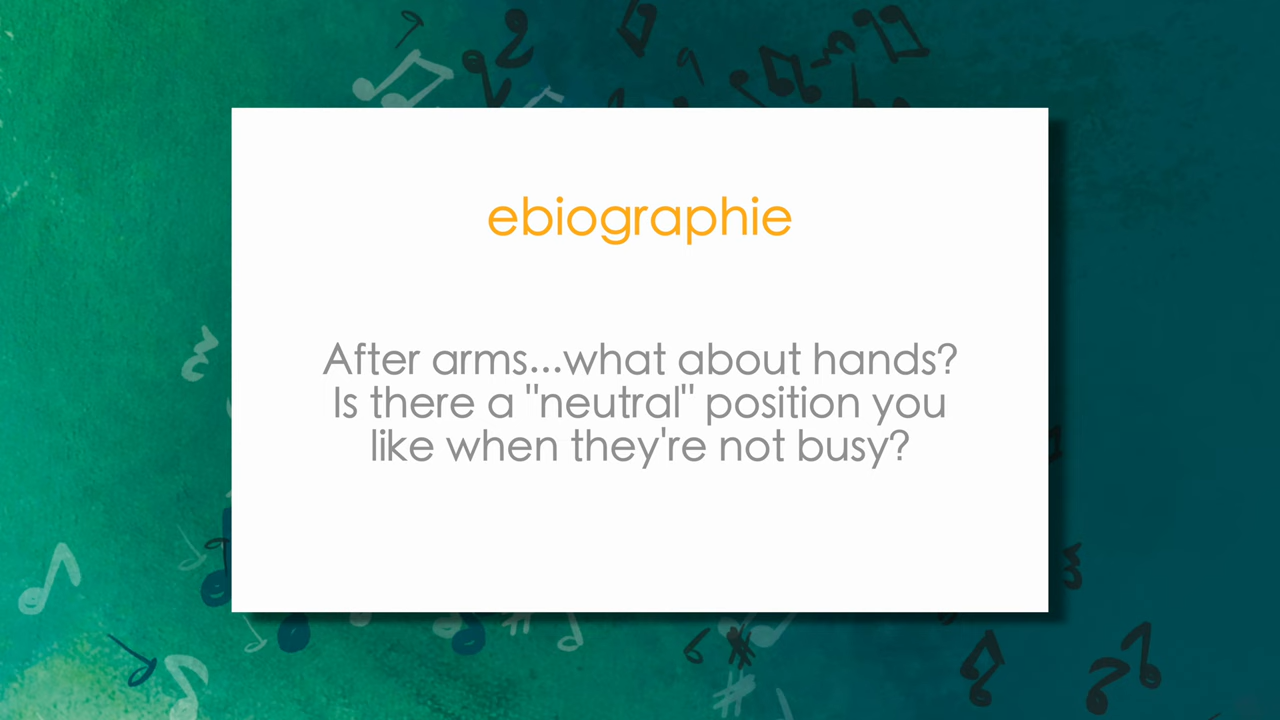 ebiographie
After arms...what about hands?
Is there a "neutral" position you
like when they're not busy?